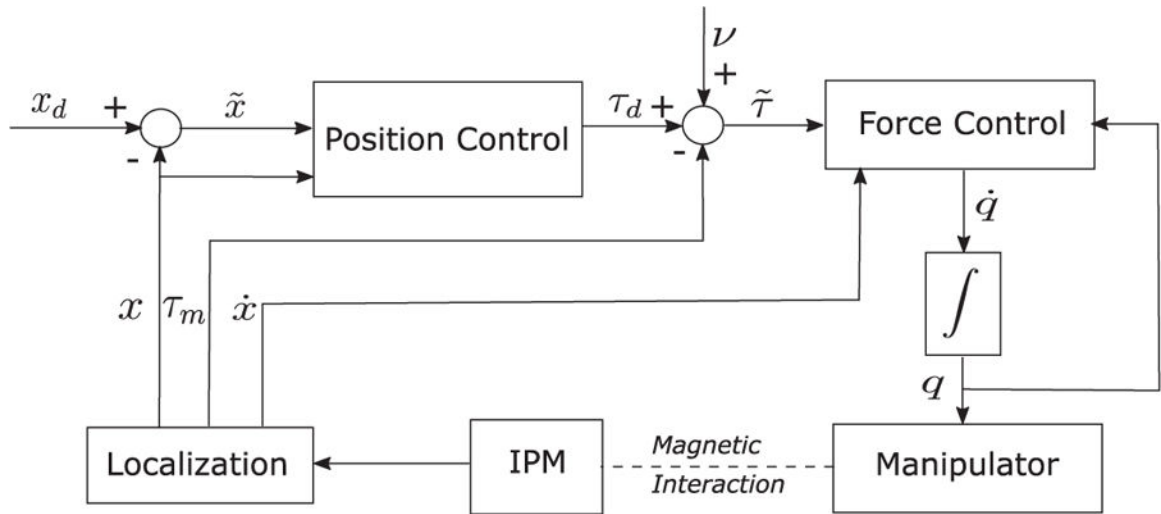 ν
+
x_d
+
x̃
Position Control
τ_d
+
τ̃
Force Control
-
-
q̇
x
τ_m
ẋ
∫
q
Localization
IPM
Magnetic
Interaction
Manipulator